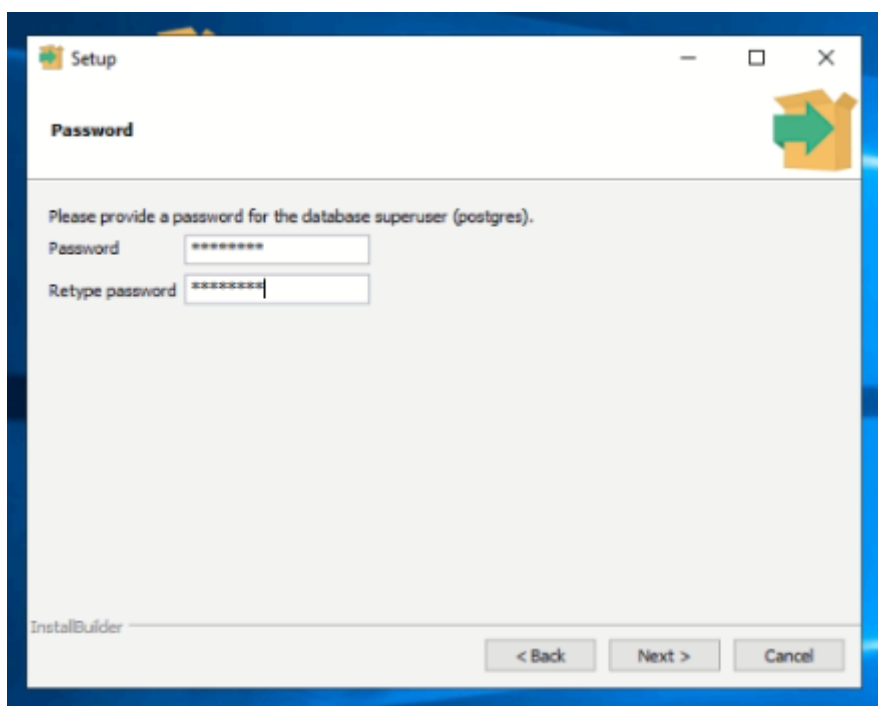 Setup
Password
Please provide a password for the database superuser (postgres).
Password ********
Retype password ********
InstallBuilder
< Back Next > Cancel